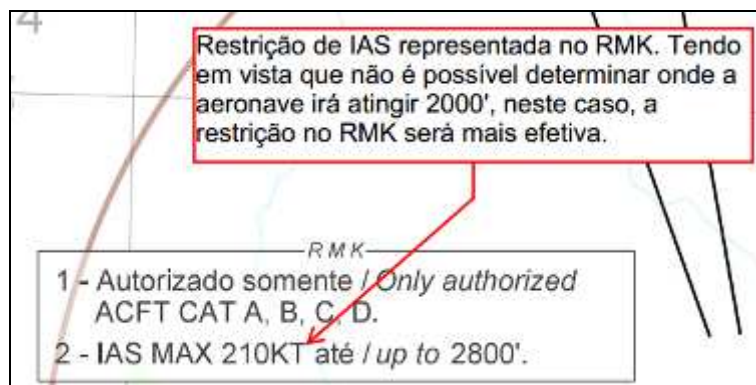 4
Restrição de IAS representada no RMK. Tendo
em vista que não é possível determinar onde a
aeronave irá atingir 2000', neste caso, a
restrição no RMK será mais efetiva.
RMK
1 - Autorizado somente / Only authorized
ACFT CAT A, B, C, D.
2 - IAS MAX 210KT até / up to 2800'.